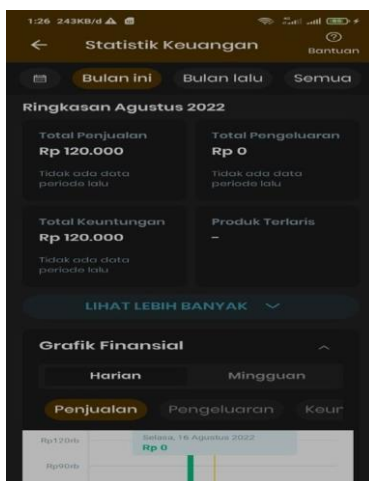 1:26 243KB/d
Statistik Keuangan
Bantuan
Bulan ini Bulan lalu Semua
Ringkasan Agustus 2022
Total Penjualan
Rp 120.000
Tidak ada data
periode lalu
Total Pengeluaran
Rp 0
Tidak ada data
periode lalu
Total Keuntungan
Rp 120.000
Tidak ada data
periode lalu
Produk Terlaris
-
LIHAT LEBIH BANYAK
Grafik Finansial
Harian Mingguan
Penjualan Pengeluaran Keur
Rp120rb
Selasa, 16 Agustus 2022
Rp 0
Rp90rb